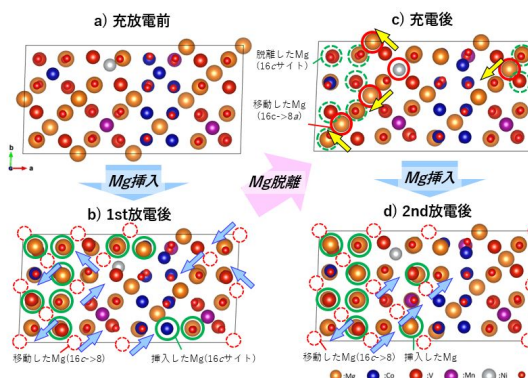 a) 充放電前
c) 充電後
脱離したMg
(16cサイト)
移動したMg
(16c->8a)
b
a
Mg挿入
Mg脱離
Mg挿入
b) 1st放電後
d) 2nd放電後
移動したMg(16c->8)
挿入したMg(16cサイト)
移動したMg(16c->8)
挿入したMg
:Mg :Co :V :Mn :Ni